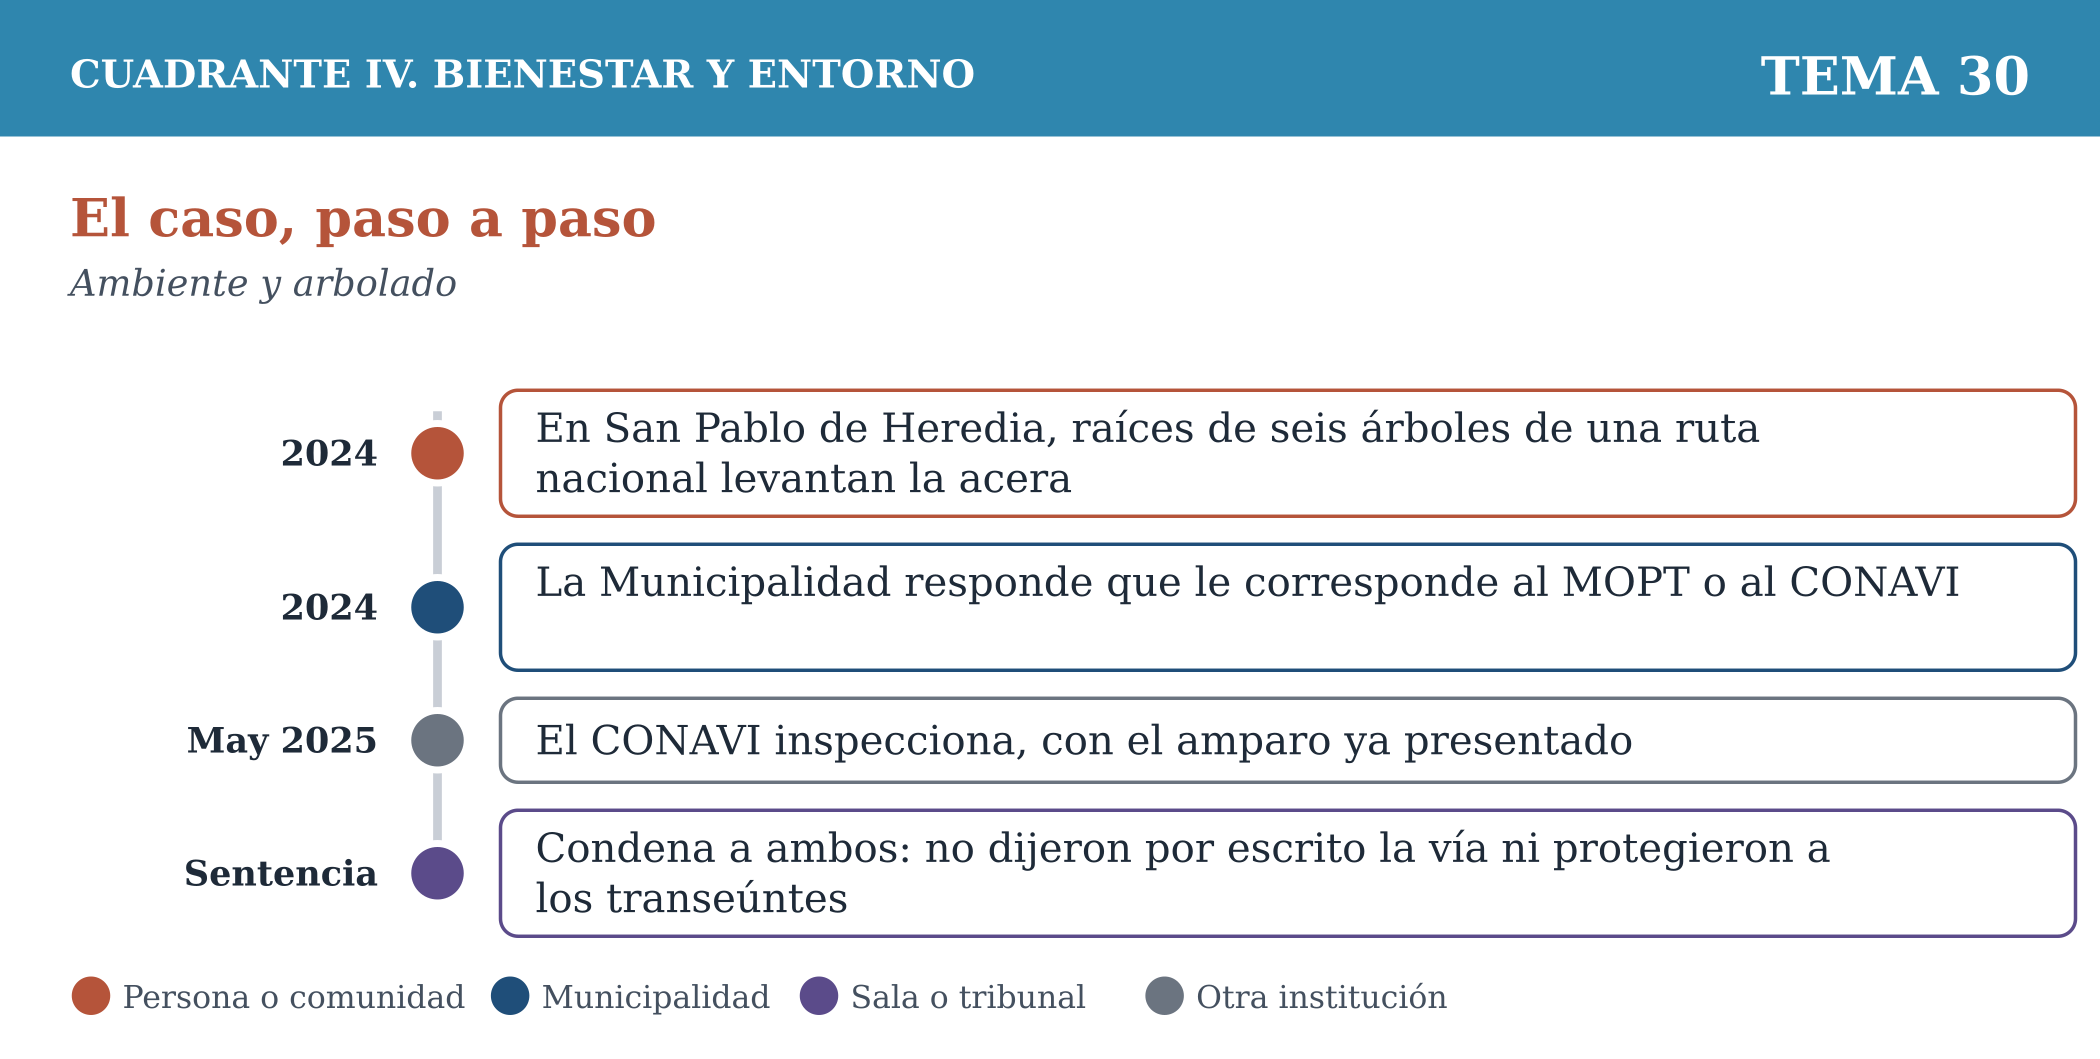 CUADRANTE IV. BIENESTAR Y ENTORNO
TEMA 30
El caso, paso a paso
Ambiente y arbolado
2024
En San Pablo de Heredia, raíces de seis árboles de una ruta
nacional levantan la acera
2024
La Municipalidad responde que le corresponde al MOPT o al CONAVI
May 2025
El CONAVI inspecciona, con el amparo ya presentado
Sentencia
Condena a ambos: no dijeron por escrito la vía ni protegieron a
los transeúntes
Persona o comunidad
Municipalidad
Sala o tribunal
Otra institución